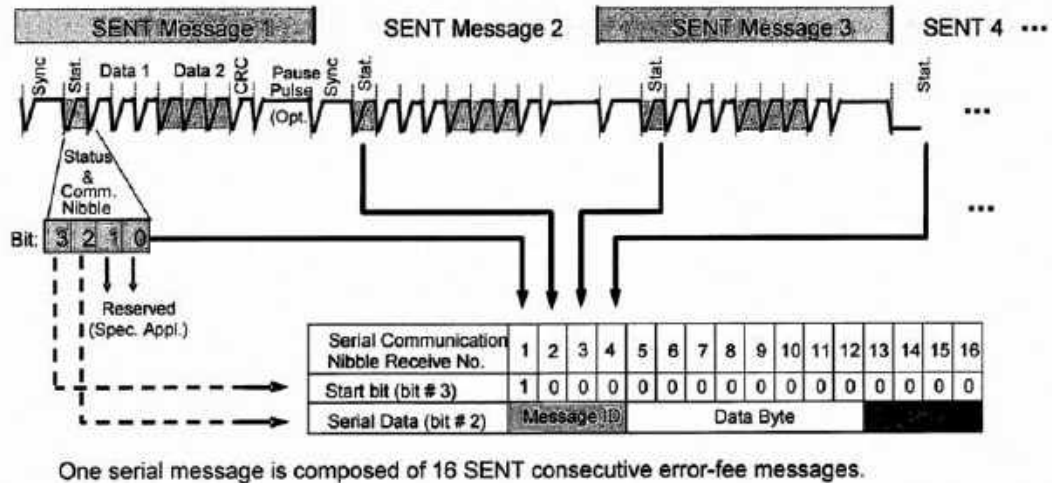 SENT Message 1 SENT Message 2 SENT Message 3 SENT 4 ...
Sync Stat. Data 1 Data 2 CRC Pause Pulse (Opt. Sync Stat. Stat. Stat.
...
Status
&
Comm.
Nibble
...
Bit: 3 2 1 0
Reserved
(Spec. Appl.)
Serial Communication
Nibble Receive No. 1 2 3 4 5 6 7 8 9 10 11 12 13 14 15 16
Start bit (bit # 3) 1 0 0 0 0 0 0 0 0 0 0 0 0 0 0 0
Serial Data (bit # 2) Message ID Data Byte
One serial message is composed of 16 SENT consecutive error-fee messages.